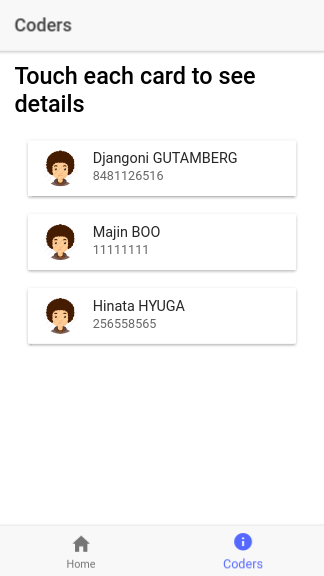 Coders
Touch each card to see
details
Djangoni GUTAMBERG
8481126516
Majin BOO
11111111
Hinata HYUGA
256558565
Home
Coders